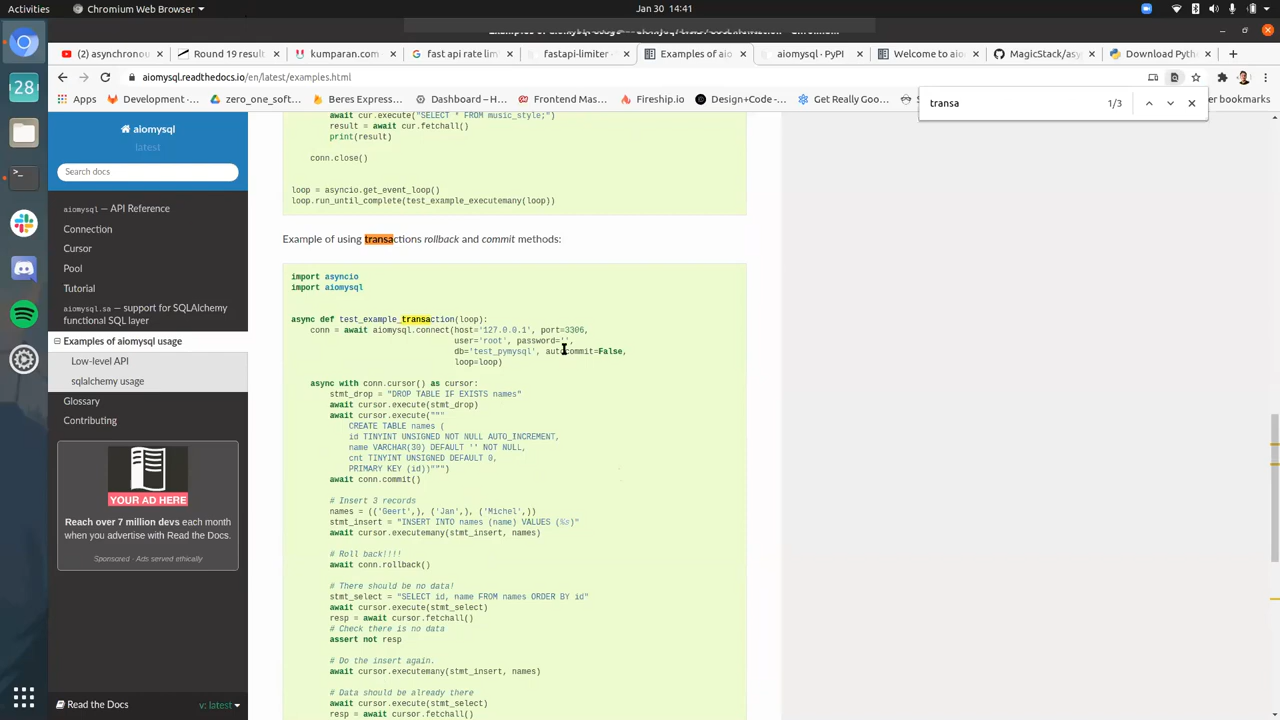 Activities
Jan 30  14:41
(2) asynchronou
Round 19 result
kumparan.com
fast api rate lim
fastapi-limiter
Examples of aio
aiomysql · PyPI
Welcome to aio
MagicStack/asy
Download Pyth
aiomysql.readthedocs.io/en/latest/examples.html
Apps
Development -...
zero_one_soft...
Beres Express...
Dashboard – H...
Frontend Mas...
Fireship.io
Design+Code -...
Get Really Goo
bookmarks
transa
1/3
28
aiomysql
latest
Search docs
aiomysql — API Reference
Connection
Cursor
Pool
Tutorial
aiomysql.sa — support for SQLAlchemy
functional SQL layer
Examples of aiomysql usage
Low-level API
sqlalchemy usage
Glossary
Contributing
YOUR AD HERE
Reach over 7 million devs each month
when you advertise with Read the Docs.
Sponsored · Ads served ethically
Read the Docs
v: latest
await cur.execute("SELECT * FROM music_style;")
result = await cur.fetchall()
print(result)
conn.close()
loop = asyncio.get_event_loop()
loop.run_until_complete(test_example_executemany(loop))
Example of using transactions rollback and commit methods:
import asyncio
import aiomysql
async def test_example_transaction(loop):
conn = await aiomysql.connect(host='127.0.0.1', port=3306,
user='root', password='',
db='test_pymysql', autocommit=False,
loop=loop)
async with conn.cursor() as cursor:
stmt_drop = "DROP TABLE IF EXISTS names"
await cursor.execute(stmt_drop)
await cursor.execute("""
CREATE TABLE names (
id TINYINT UNSIGNED NOT NULL AUTO_INCREMENT,
name VARCHAR(30) DEFAULT '' NOT NULL,
cnt TINYINT UNSIGNED DEFAULT 0,
PRIMARY KEY (id))""")
await conn.commit()
# Insert 3 records
names = (('Geert',), ('Jan',), ('Michel',))
stmt_insert = "INSERT INTO names (name) VALUES (%s)"
await cursor.executemany(stmt_insert, names)
# Roll back!!!!
await conn.rollback()
# There should be no data!
stmt_select = "SELECT id, name FROM names ORDER BY id"
await cursor.execute(stmt_select)
resp = await cursor.fetchall()
# Check there is no data
assert not resp
# Do the insert again.
await cursor.executemany(stmt_insert, names)
# Data should be already there
await cursor.execute(stmt_select)
resp = await cursor.fetchall()